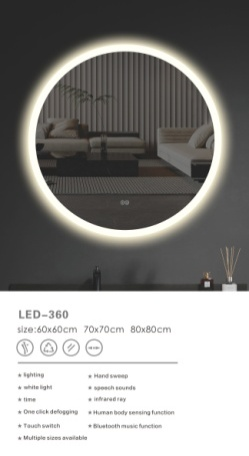 LED-360
size:60x60cm 70x70cm 80x80cm
★ lighting ★ Hand sweep
★ white light ★ speech sounds
★ time ★ infrared ray
★ One click defogging ★ Human body sensing function
★ Touch switch ★ Bluetooth music function
★ Multiple sizes available